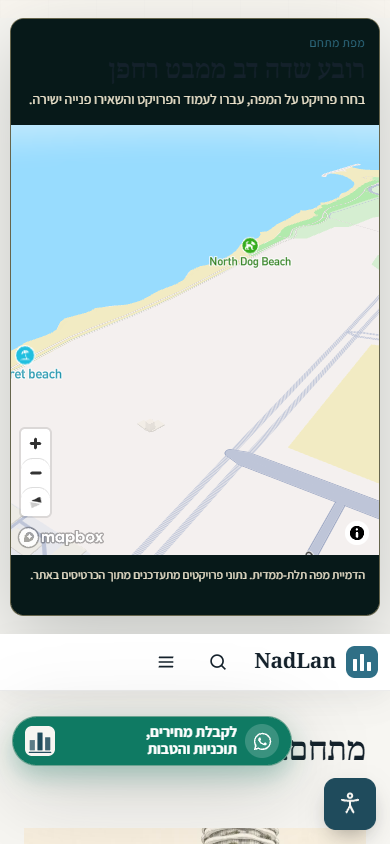 מפת מתחם
רובע שדה דב ממבט רחפן
בחרו פרויקט על המפה, עברו לעמוד הפרויקט והשאירו פנייה ישירה.
North Dog Beach
ret beach
mapbox
הדמיית מפה תלת-ממדית. נתוני פרויקטים מתעדכנים מתוך הכרטיסים באתר.
NadLan
מתחם
לקבלת מחירים,
תוכניות והטבות